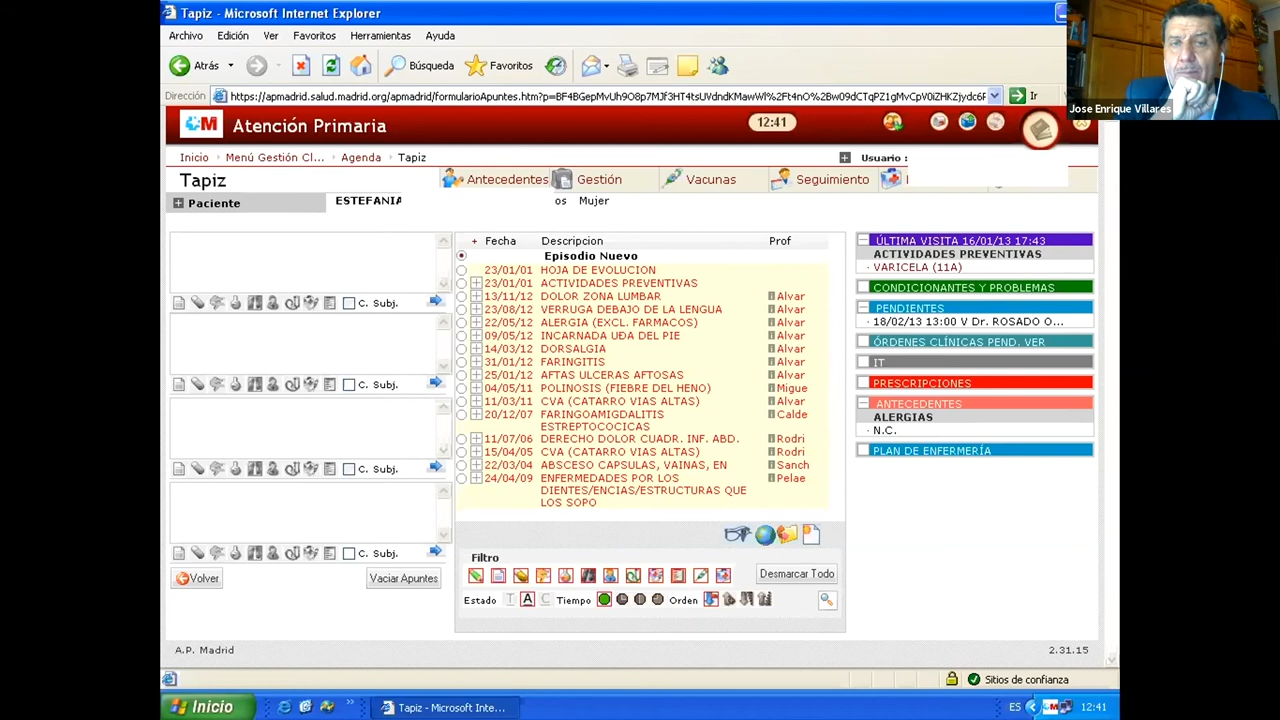 Tapiz - Microsoft Internet Explorer
Archivo Edición Ver Favoritos Herramientas Ayuda
Atrás Búsqueda Favoritos
Dirección https://apmadrid.salud.madrid.org/apmadrid/formularioApuntes.htm?p= Ir
Jose Enrique Villares
Atención Primaria 12:41
Inicio Menú Gestión Cl... Agenda Tapiz Usuario :
Tapiz Antecedentes Gestión Vacunas Seguimiento
Paciente ESTEFANIA os Mujer
+ Fecha Descripcion Prof
Episodio Nuevo
23/01/01 HOJA DE EVOLUCION
23/01/01 ACTIVIDADES PREVENTIVAS
13/11/12 DOLOR ZONA LUMBAR Alvar
23/08/12 VERRUGA DEBAJO DE LA LENGUA Alvar
22/05/12 ALERGIA (EXCL. FARMACOS) Alvar
09/05/12 INCARNADA UÐA DEL PIE Alvar
14/03/12 DORSALGIA Alvar
31/01/12 FARINGITIS Alvar
25/01/12 AFTAS ULCERAS AFTOSAS Alvar
04/05/11 POLINOSIS (FIEBRE DEL HENO) Migue
11/03/11 CVA (CATARRO VIAS ALTAS) Alvar
20/12/07 FARINGOAMIGDALITIS Calde
ESTREPTOCOCICAS
11/07/06 DERECHO DOLOR CUADR. INF. ABD. Rodri
15/04/05 CVA (CATARRO VIAS ALTAS) Rodri
22/03/04 ABSCESO CAPSULAS, VAINAS, EN Sanch
24/04/09 ENFERMEDADES POR LOS Pelae
DIENTES/ENCIAS/ESTRUCTURAS QUE
LOS SOPO
C. Subj.
C. Subj.
C. Subj.
C. Subj.
Volver Vaciar Apuntes
Filtro
Desmarcar Todo
Estado T A C Tiempo Orden
ÚLTIMA VISITA 16/01/13 17:43
ACTIVIDADES PREVENTIVAS
· VARICELA (11A)
CONDICIONANTES Y PROBLEMAS
PENDIENTES
· 18/02/13 13:00 V Dr. ROSADO O...
ÓRDENES CLÍNICAS PEND. VER
IT
PRESCRIPCIONES
ANTECEDENTES
ALERGIAS
· N.C.
PLAN DE ENFERMERÍA
A.P. Madrid 2.31.15
Sitios de confianza
Inicio Tapiz - Microsoft Inte... ES 12:41